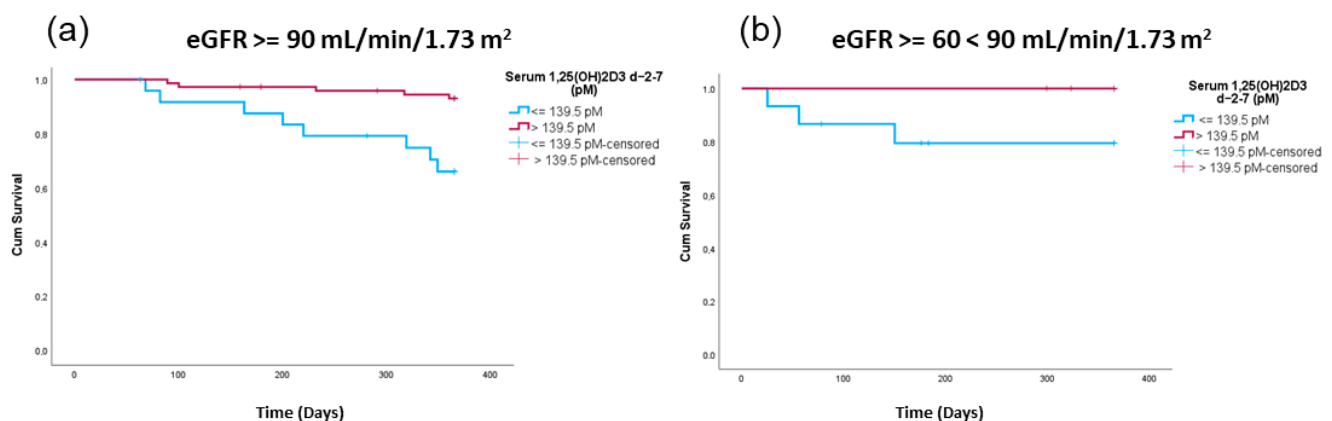 (a)
eGFR >= 90 mL/min/1.73 m²
Serum 1,25(OH)2D3 d−2-7
(pM)
<= 139.5 pM
> 139.5 pM
<= 139.5 pM-censored
> 139.5 pM-censored
Cum Survival
1,0
0,8
0,6
0,4
0,2
0,0
0
100
200
300
400
Time (Days)
(b)
eGFR >= 60 < 90 mL/min/1.73 m²
Serum 1,25(OH)2D3
d−2-7 (pM)
<= 139.5 pM
> 139.5 pM
<= 139.5 pM-censored
> 139.5 pM-censored
Cum Survival
1.0
0.8
0.6
0.4
0.2
0.0
0
100
200
300
400
Time (Days)